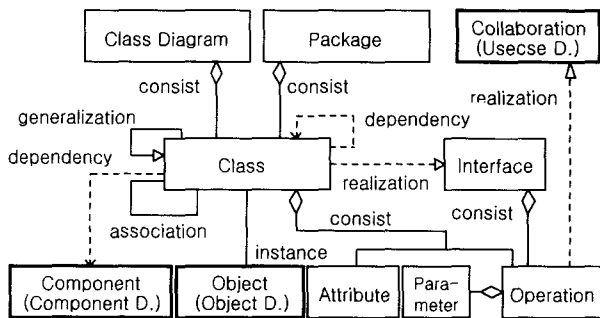 Class Diagram
Package
Collaboration
(Usecse D.)
consist
consist
realization
generalization
dependency
dependency
Class
Interface
realization
consist
consist
association
instance
Component
(Component D.)
Object
(Object D.)
Attribute
Para-
meter
Operation